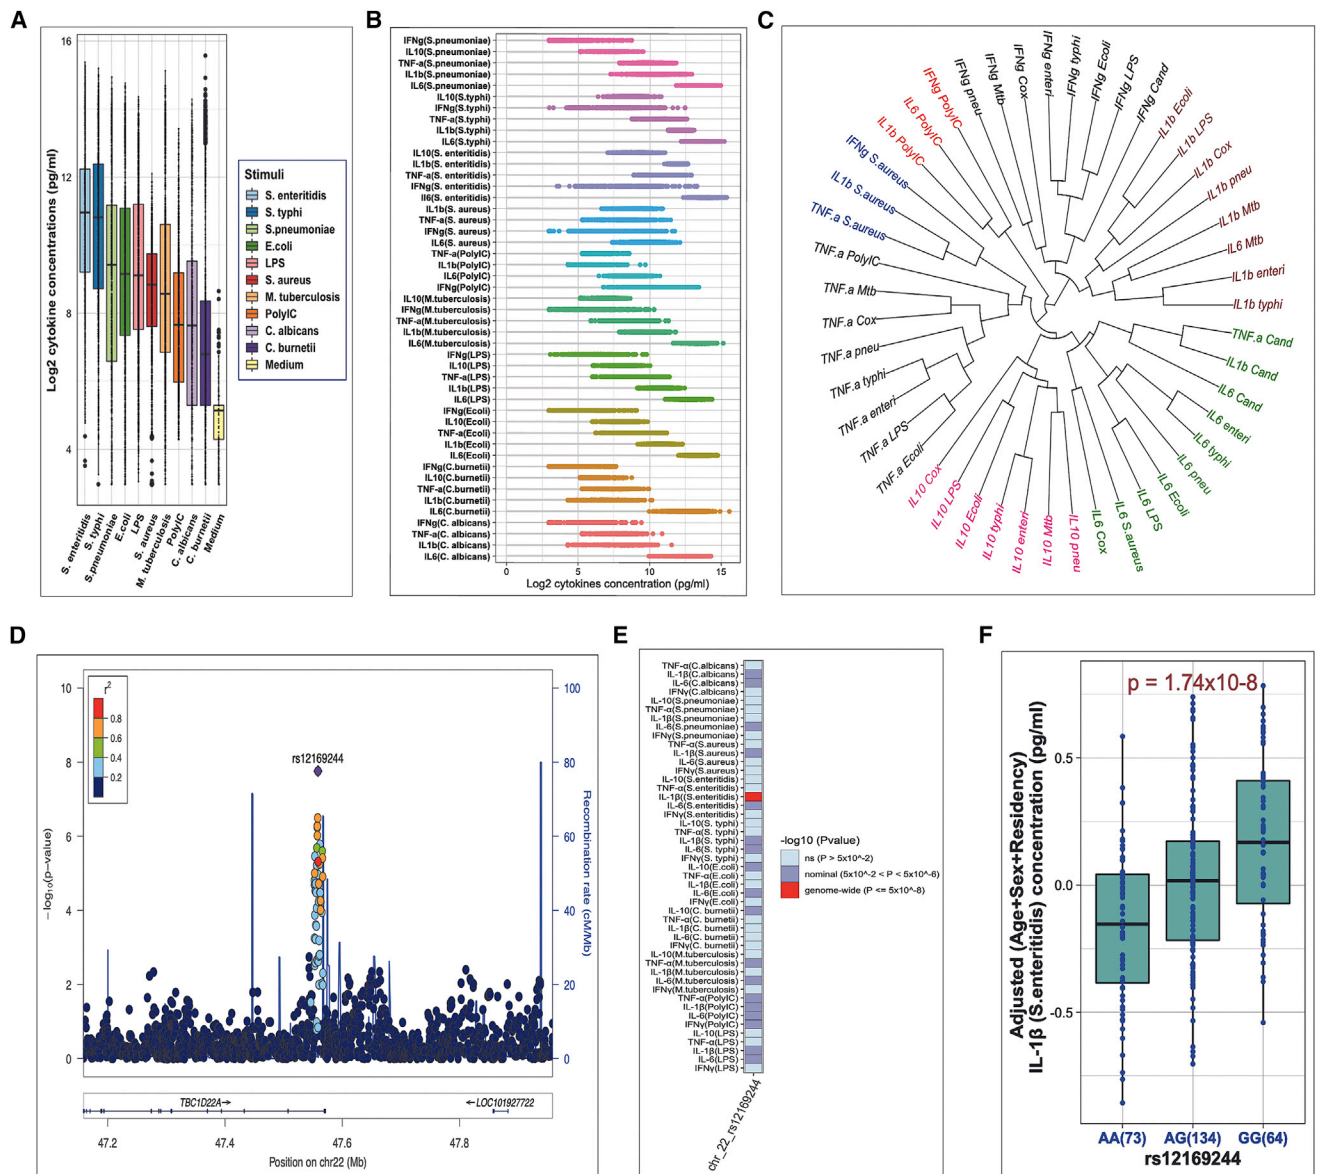 A
16
12
8
4
Log2 cytokine concentrations (pg/ml)
S. enteritidis
S. typhi
S.pneumoniae
E.coli
LPS
S. aureus
M. tuberculosis
PolyIC
C. albicans
C. burnetii
Medium
Stimuli
S. enteritidis
S. typhi
S.pneumoniae
E.coli
LPS
S. aureus
M. tuberculosis
PolyIC
C. albicans
C. burnetii
Medium
B
IFNg(S.pneumoniae)
IL10(S.pneumoniae)
TNF-a(S.pneumoniae)
IL1b(S.pneumoniae)
IL6(S.pneumoniae)
IL10(S.typhi)
IFNg(S.typhi)
TNF-a(S.typhi)
IL1b(S.typhi)
IL6(S.typhi)
IL10(S. enteritidis)
IL1b(S. enteritidis)
TNF-a(S. enteritidis)
IFNg(S. enteritidis)
Il6(S. enteritidis)
IL1b(S. aureus)
TNF-a(S. aureus)
IFNg(S. aureus)
IL6(S. aureus)
TNF-a(PolyIC)
IL1b(PolyIC)
IL6(PolyIC)
IFNg(PolyIC)
IL10(M.tuberculosis)
IFNg(M.tuberculosis)
TNF-a(M.tuberculosis)
IL1b(M.tuberculosis)
IL6(M.tuberculosis)
IFNg(LPS)
IL10(LPS)
TNF-a(LPS)
IL1b(LPS)
IL6(LPS)
IFNg(Ecoli)
IL10(Ecoli)
TNF-a(Ecoli)
IL1b(Ecoli)
IL6(Ecoli)
IFNg(C.burnetii)
IL10(C.burnetii)
TNF-a(C.burnetii)
IL1b(C.burnetii)
IL6(C.burnetii)
IFNg(C. albicans)
TNF-a(C. albicans)
IL1b(C. albicans)
IL6(C. albicans)
0 5 10 15
Log2 cytokines concentration (pg/ml)
C
IFNg enteri
IFNg typhi
IFNg Ecoli
IFNg LPS
IFNg Cand
IL1b Ecoli
IL1b LPS
IL1b Cox
IL1b pneu
IL1b Mtb
IL6 Mtb
IL1b enteri
IL1b typhi
TNF.a Cand
IL1b Cand
IL6 Cand
IL6 enteri
IL6 typhi
IL6 pneu
IL6 Ecoli
IL6 LPS
IL6 S.aureus
IL6 Cox
IL10 pneu
IL10 Mtb
IL10 enteri
IL10 typhi
IL10 Ecoli
IL10 LPS
IL10 Cox
TNF.a Ecoli
TNF.a LPS
TNF.a enteri
TNF.a typhi
TNF.a pneu
TNF.a Cox
TNF.a Mtb
TNF.a PolyIC
TNF.a S.aureus
IL1b S.aureus
IFNg S.aureus
IL1b PolyIC
IL6 PolyIC
IFNg PolyIC
IFNg pneu
IFNg Mtb
IFNg Cox
D
r²
0.8
0.6
0.4
0.2
rs12169244
10
8
6
4
2
0
−log₁₀(p−value)
100
80
60
40
20
0
Recombination rate (cM/Mb)
TBC1D22A→
←LOC101927722
47.2 47.4 47.6 47.8
Position on chr22 (Mb)
E
TNF-α(C.albicans)
IL-1β(C.albicans)
IL-6(C.albicans)
IFNγ(C.albicans)
IL-10(S.pneumoniae)
TNF-α(S.pneumoniae)
IL-1β(S.pneumoniae)
IL-6(S.pneumoniae)
IFNγ(S.pneumoniae)
TNF-α(S.aureus)
IL-1β(S.aureus)
IL-6(S.aureus)
IFNγ(S.aureus)
IL-10(S.enteritidis)
TNF-α(S.enteritidis)
IL-1β((S.enteritidis)
IL-6(S.enteritidis)
IFNγ(S.enteritidis)
IL-10(S. typhi)
TNF-α(S. typhi)
IL-1β(S. typhi)
IL-6(S. typhi)
IFNγ(S. typhi)
IL-10(E.coli)
TNF-α(E.coli)
IL-1β(E.coli)
IL-6(E.coli)
IFNγ(E.coli)
IL-10(C. burnetii)
TNF-α(C. burnetii)
IL-1β(C. burnetii)
IL-6(C. burnetii)
IFNγ(C. burnetii)
IL-10(M.tuberculosis)
TNF-α(M.tuberculosis)
IL-1β(M.tuberculosis)
IL-6(M.tuberculosis)
IFNγ(M.tuberculosis)
TNF-α(PolyIC)
IL-1β(PolyIC)
IL-6(PolyIC)
IFNγ(PolyIC)
IL-10(LPS)
TNF-α(LPS)
IL-1β(LPS)
IL-6(LPS)
IFNγ(LPS)
chr_22_rs12169244
-log10 (Pvalue)
ns (P > 5x10^-2)
nominal (5x10^-2 < P < 5x10^-6)
genome-wide (P <= 5x10^-8)
F
p = 1.74x10-8
0.5
0.0
-0.5
Adjusted (Age+Sex+Residency)
IL-1β (S.enteritidis) concentration (pg/ml)
AA(73) AG(134) GG(64)
rs12169244